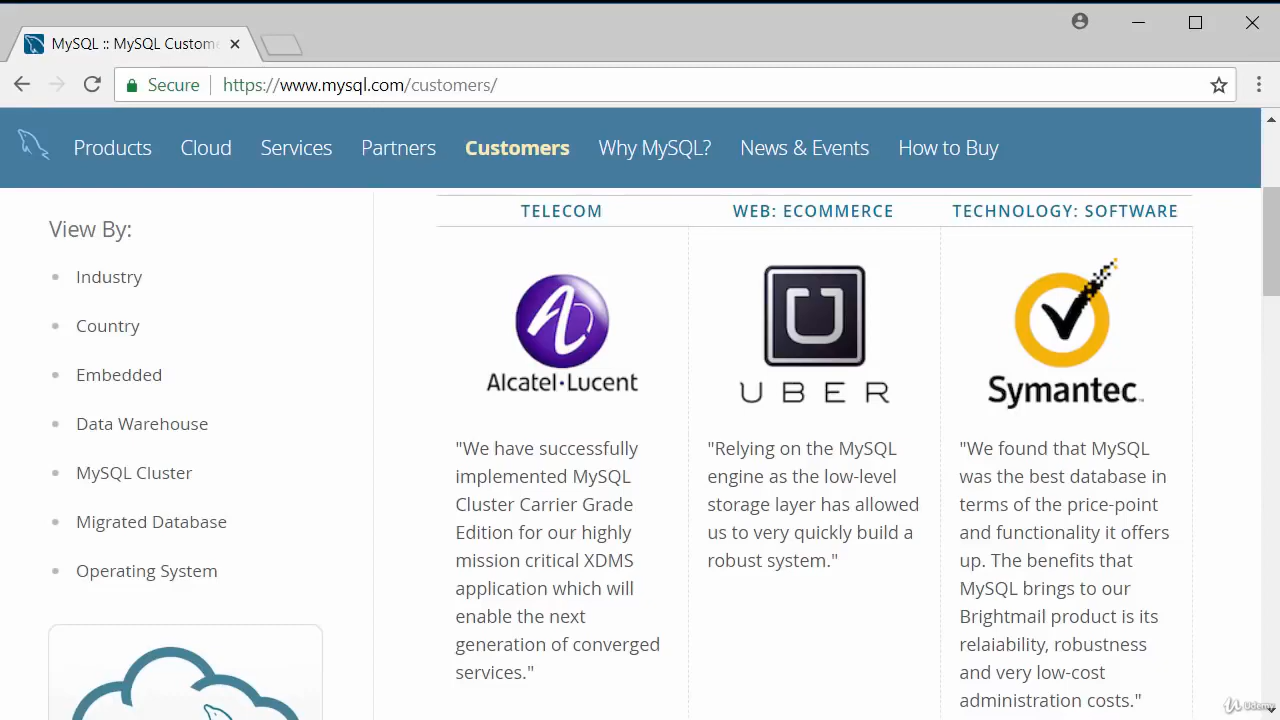 MySQL :: MySQL Custom
Secure
https://www.mysql.com/customers/
Products Cloud Services Partners Customers Why MySQL? News & Events How to Buy
View By:
Industry
Country
Embedded
Data Warehouse
MySQL Cluster
Migrated Database
Operating System
TELECOM
Alcatel·Lucent
"We have successfully
implemented MySQL
Cluster Carrier Grade
Edition for our highly
mission critical XDMS
application which will
enable the next
generation of converged
services."
WEB: ECOMMERCE
UBER
"Relying on the MySQL
engine as the low-level
storage layer has allowed
us to very quickly build a
robust system."
TECHNOLOGY: SOFTWARE
Symantec™
"We found that MySQL
was the best database in
terms of the price-point
and functionality it offers
up. The benefits that
MySQL brings to our
Brightmail product is its
relaiability, robustness
and very low-cost
administration costs."
Udemy